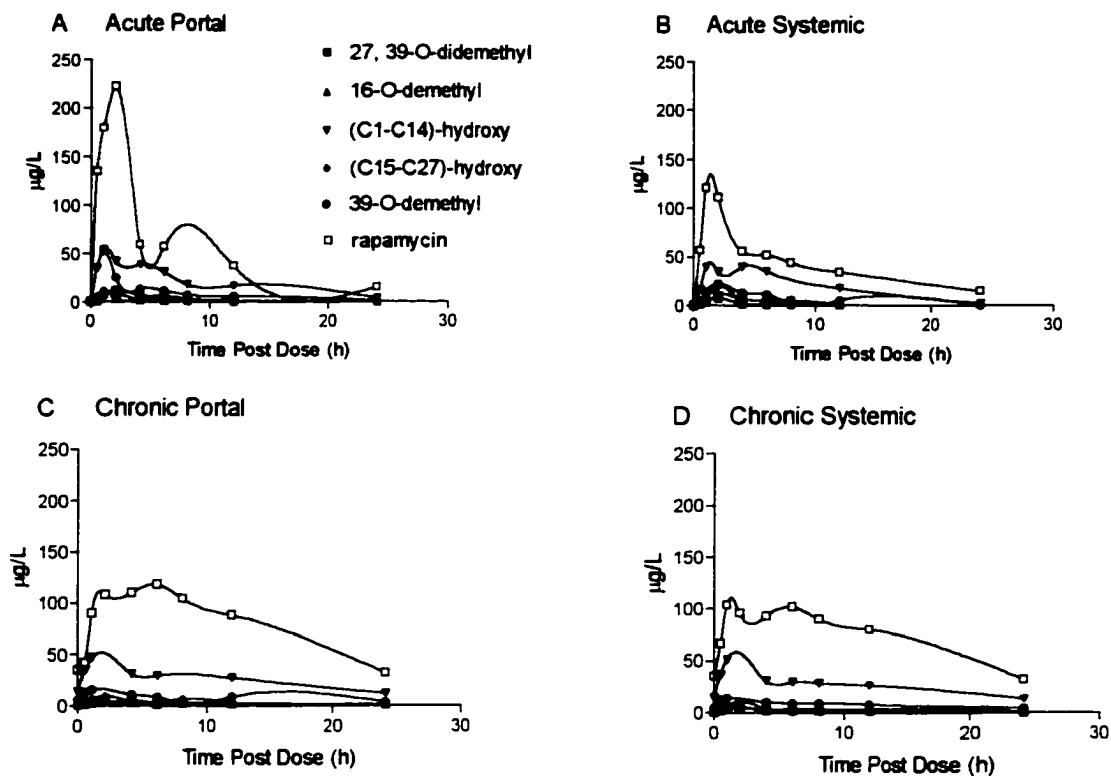 A Acute Portal
250
200
150
100
50
0
µg/L
0 10 20 30
Time Post Dose (h)
27, 39-O-didemethyl
16-O-demethyl
(C1-C14)-hydroxy
(C15-C27)-hydroxy
39-O-demethyl
rapamycin
B Acute Systemic
250
200
150
100
50
0
µg/L
0 10 20 30
Time Post Dose (h)
C Chronic Portal
250
200
150
100
50
0
µg/L
0 10 20 30
Time Post Dose (h)
D Chronic Systemic
250
200
150
100
50
0
µg/L
0 10 20 30
Time Post Dose (h)